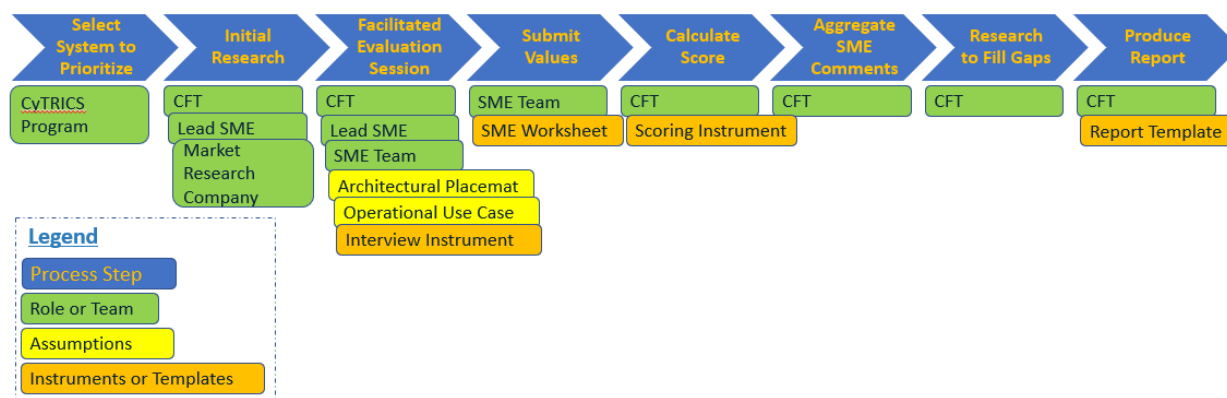 Select
System to
Prioritize
Initial
Research
Facilitated
Evaluation
Session
Submit
Values
Calculate
Score
Aggregate
SME
Comments
Research
to Fill Gaps
Produce
Report
CyTRICS
Program
CFT
Lead SME
Market
Research
Company
CFT
Lead SME
SME Team
Architectural Placemat
Operational Use Case
Interview Instrument
SME Team
SME Worksheet
CFT
Scoring Instrument
CFT
CFT
CFT
Report Template
Legend
Process Step
Role or Team
Assumptions
Instruments or Templates